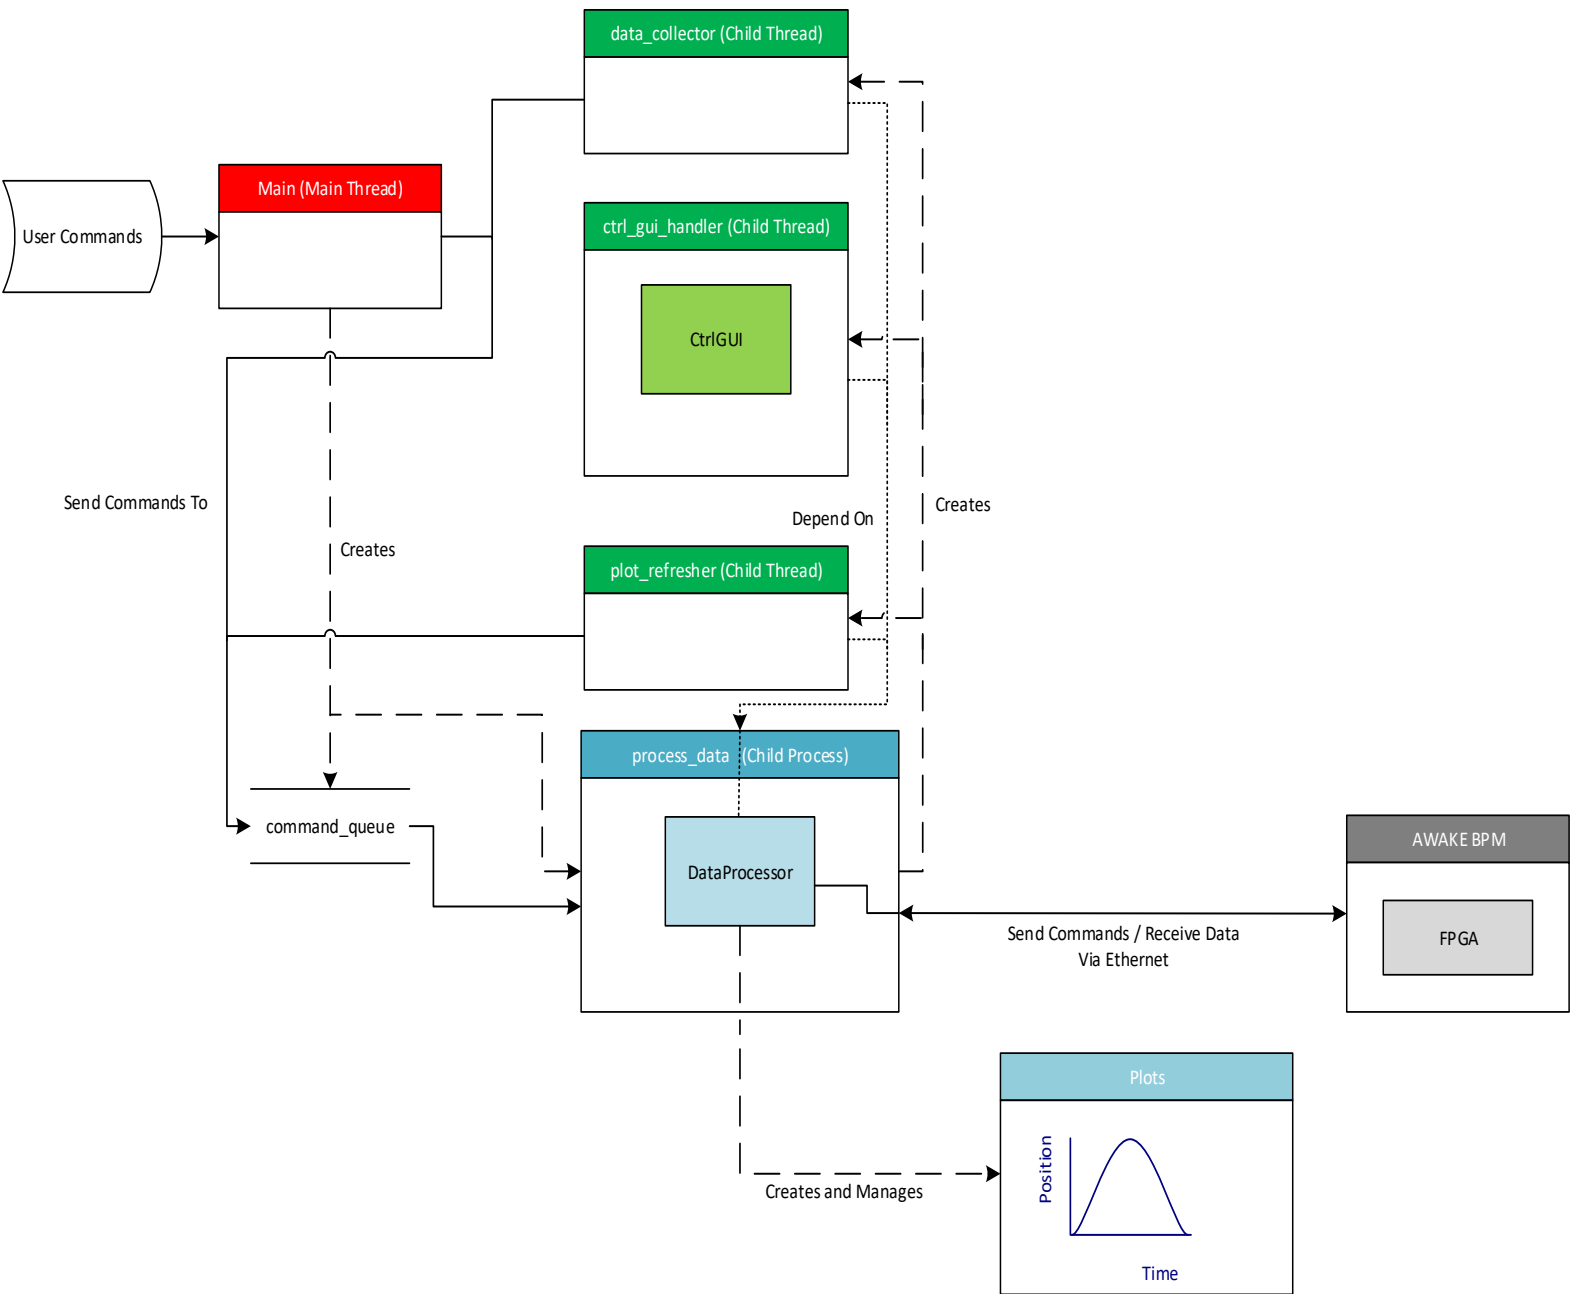 data_collector (Child Thread)
Main (Main Thread)
User Commands
ctrl_gui_handler (Child Thread)
CtrlGUI
Send Commands To
Creates
Depend On
Creates
plot_refresher (Child Thread)
process_data (Child Process)
command_queue
DataProcessor
AWAKE BPM
FPGA
Send Commands / Receive Data
Via Ethernet
Plots
Position
Time
Creates and Manages